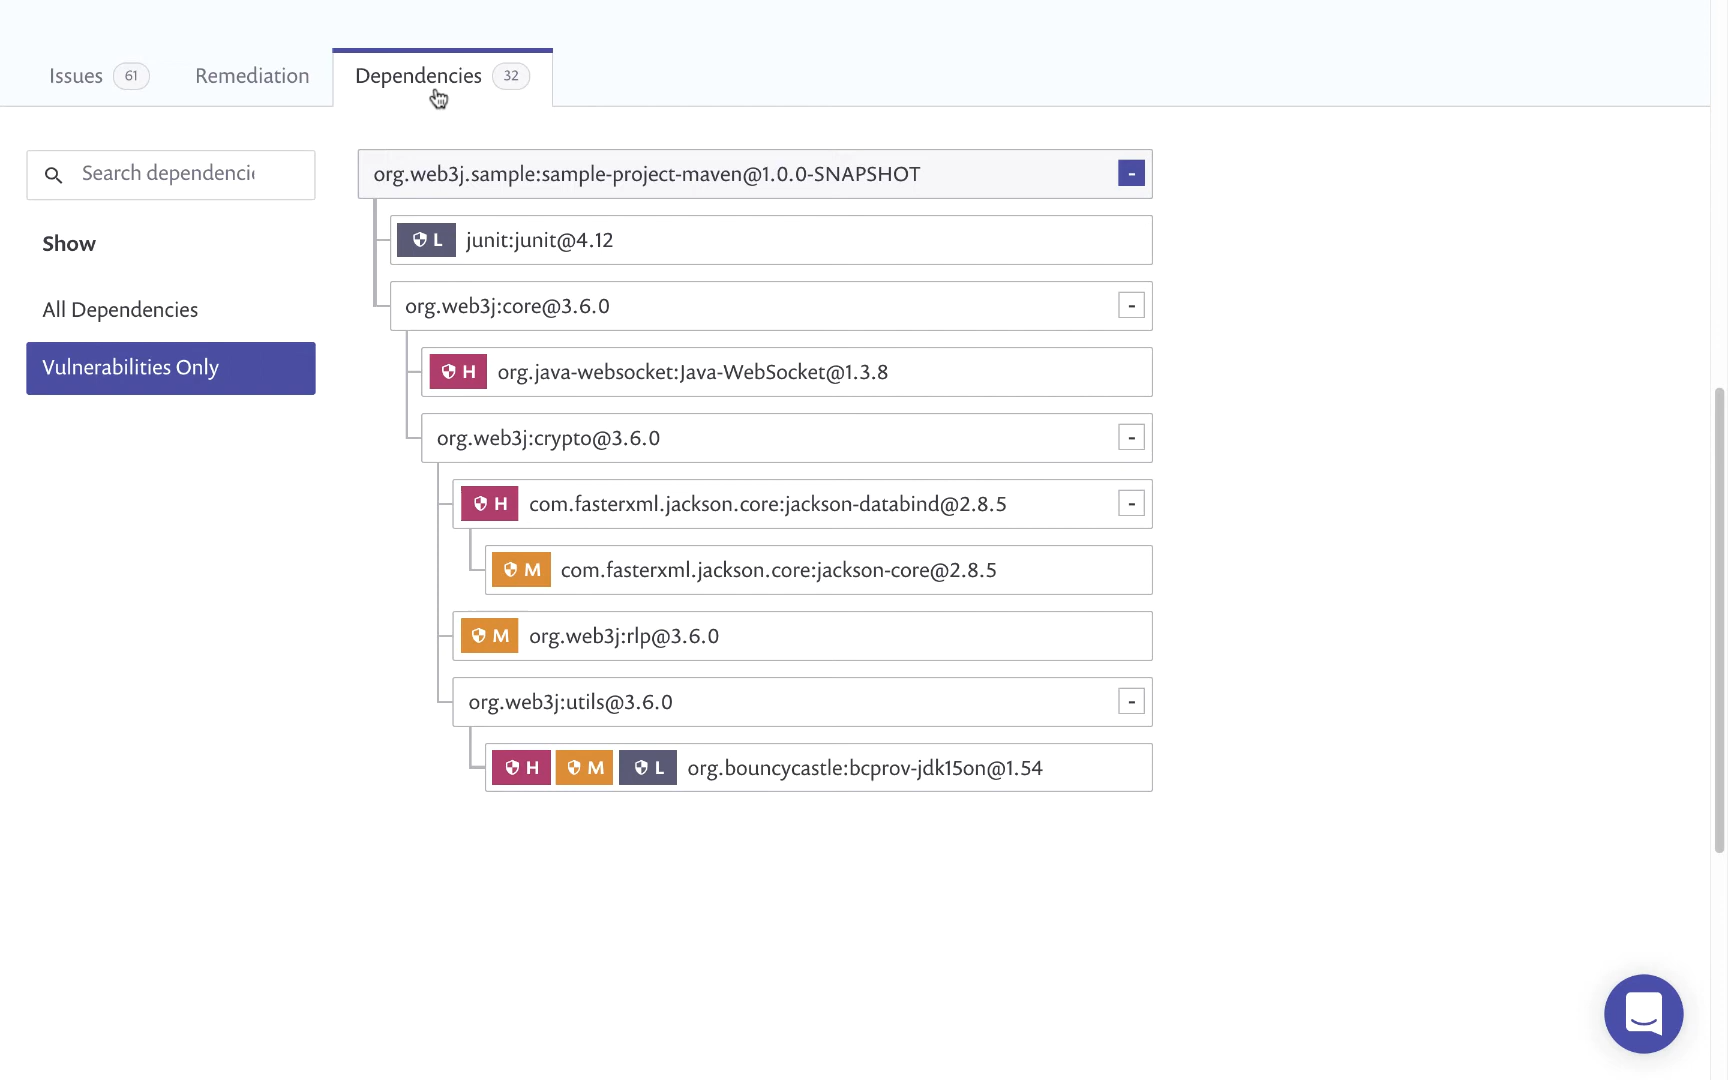 Issues 61 Remediation Dependencies 32
Search dependenci
Show
All Dependencies
Vulnerabilities Only
org.web3j.sample:sample-project-maven@1.0.0-SNAPSHOT -
L junit:junit@4.12
org.web3j:core@3.6.0 -
H org.java-websocket:Java-WebSocket@1.3.8
org.web3j:crypto@3.6.0 -
H com.fasterxml.jackson.core:jackson-databind@2.8.5 -
M com.fasterxml.jackson.core:jackson-core@2.8.5
M org.web3j:rlp@3.6.0
org.web3j:utils@3.6.0 -
H M L org.bouncycastle:bcprov-jdk15on@1.54